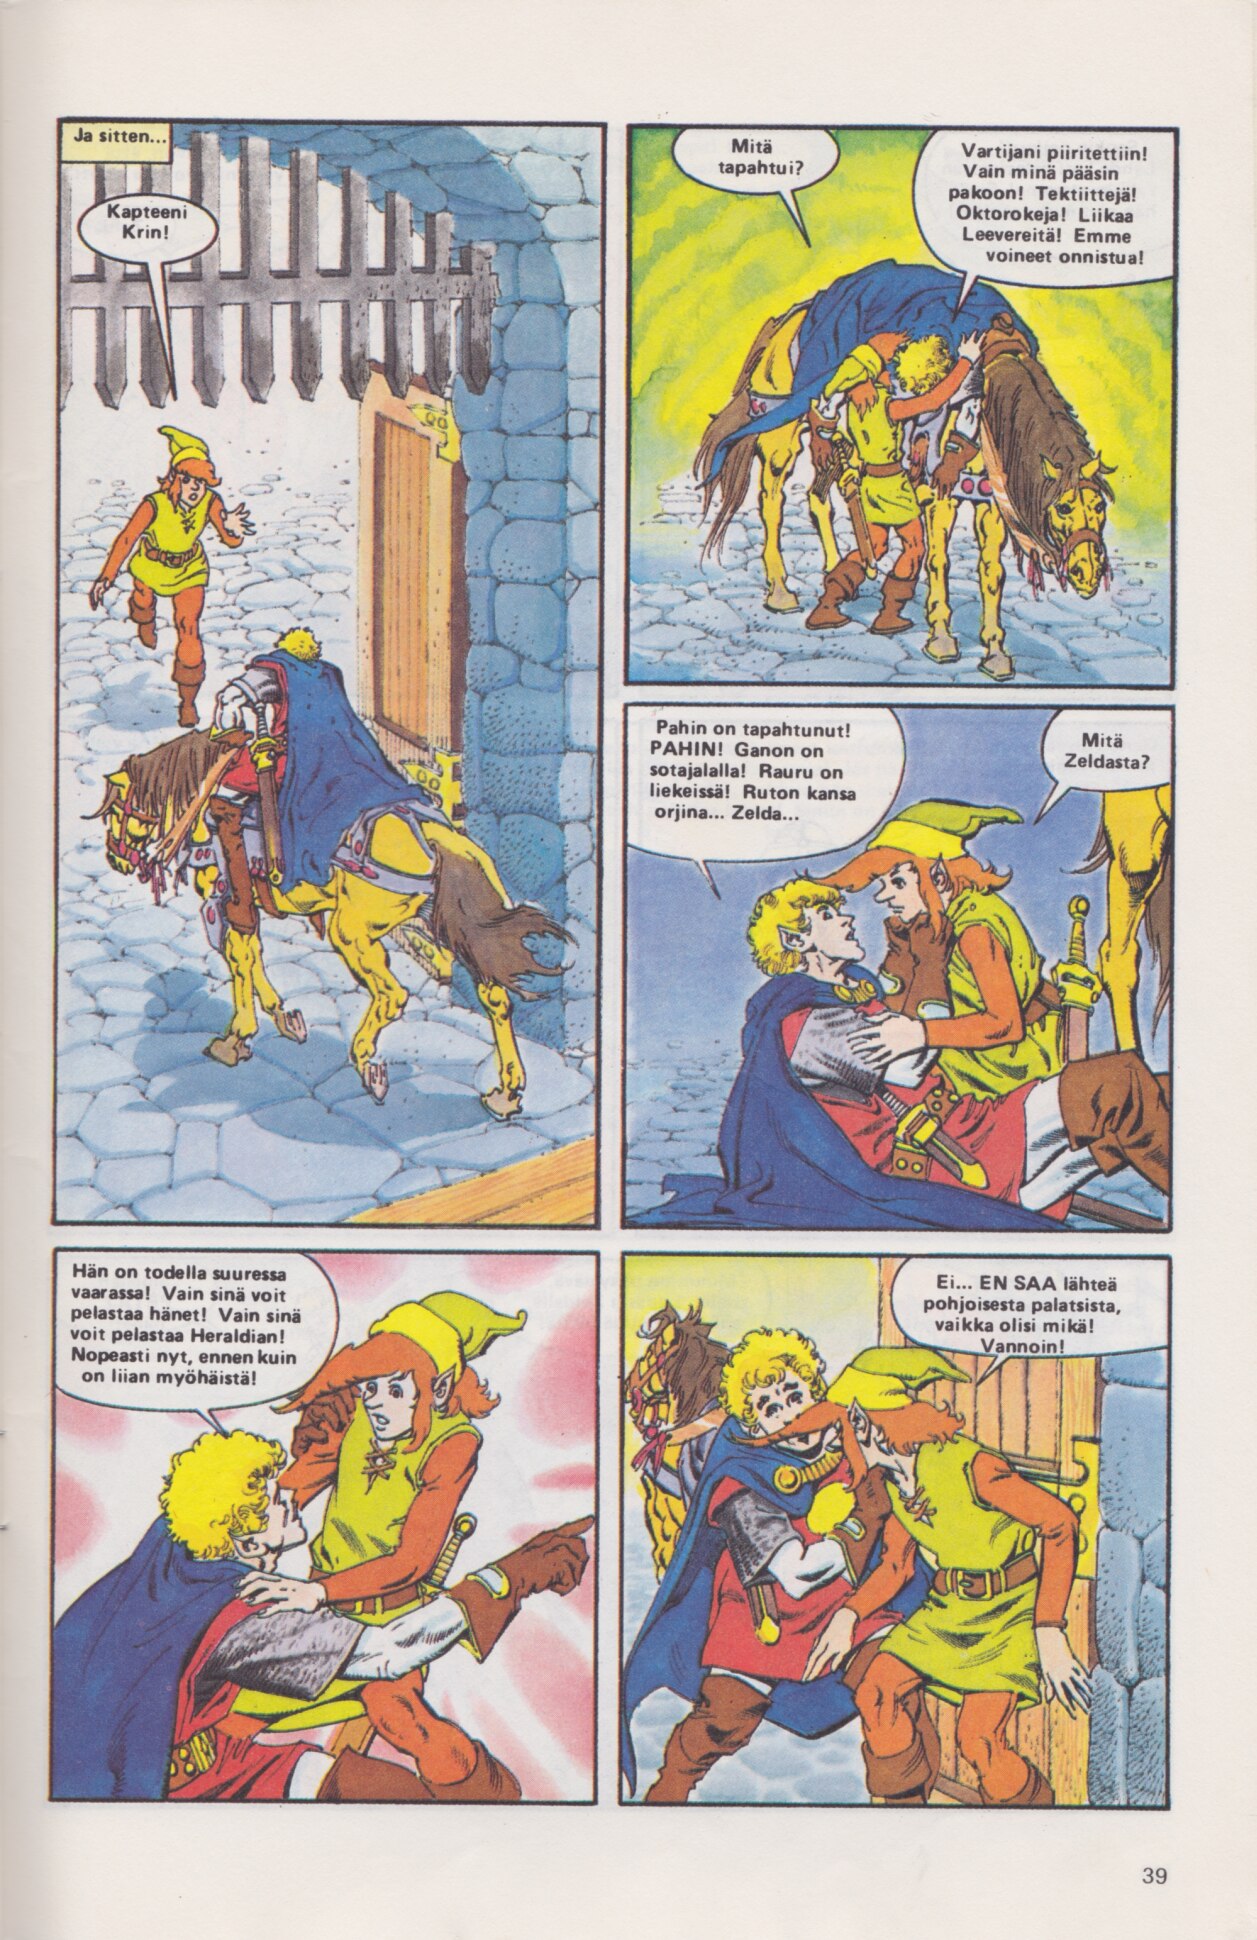 Ja sitten...
Kapteeni
Krin!
Mitä
tapahtui?
Vartijani piiritettiin!
Vain minä pääsin
pakoon! Tektiittejä!
Oktorokeja! Liikaa
Leevereitä! Emme
voineet onnistua!
Pahin on tapahtunut!
PAHIN! Ganon on
sotajalalla! Rauru on
liekeissä! Ruton kansa
orjina... Zelda...
Mitä
Zeldasta?
Hän on todella suuressa
vaarassa! Vain sinä voit
pelastaa hänet! Vain sinä
voit pelastaa Heraldian!
Nopeasti nyt, ennen kuin
on liian myöhäistä!
Ei... EN SAA lähteä
pohjoisesta palatsista,
vaikka olisi mikä!
Vannoin!
39